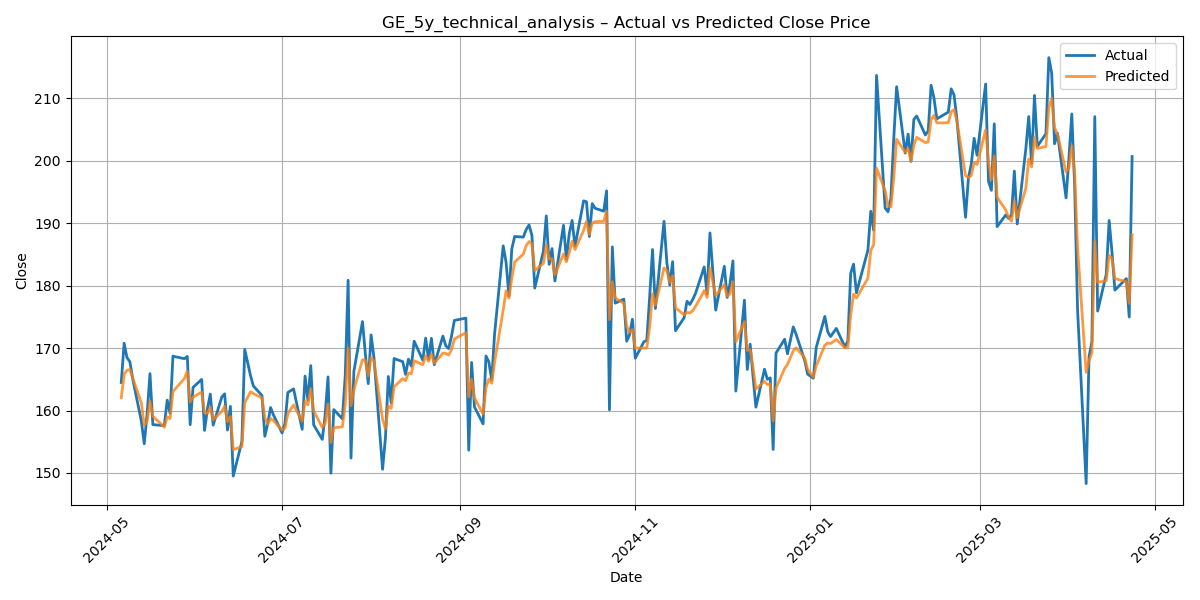 GE_5y_technical_analysis – Actual vs Predicted Close Price
Actual
Predicted
210
200
190
180
170
160
150
Close
2024-05
2024-07
2024-09
2024-11
2025-01
2025-03
2025-05
Date